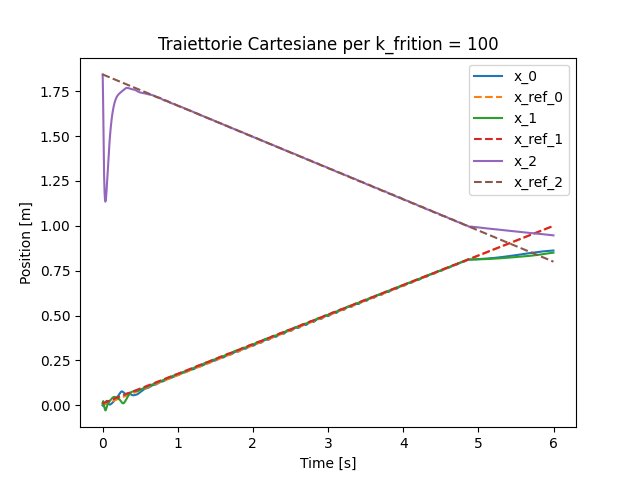 Traiettorie Cartesiane per k_frition = 100
x_0
x_ref_0
x_1
x_ref_1
x_2
x_ref_2
Position [m]
1.75
1.50
1.25
1.00
0.75
0.50
0.25
0.00
0 1 2 3 4 5 6
Time [s]